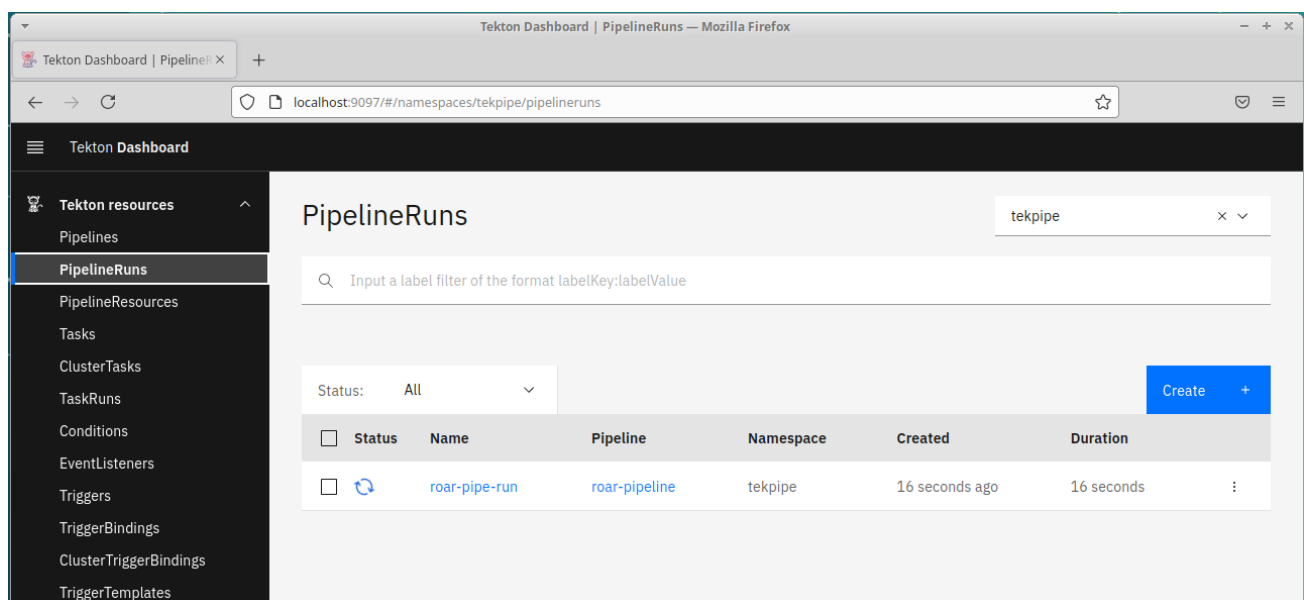 Tekton Dashboard | PipelineRuns — Mozilla Firefox
Tekton Dashboard | PipelineR
localhost:9097/#/namespaces/tekpipe/pipelineruns
Tekton Dashboard
Tekton resources
Pipelines
PipelineRuns
PipelineResources
Tasks
ClusterTasks
TaskRuns
Conditions
EventListeners
Triggers
TriggerBindings
ClusterTriggerBindings
TriggerTemplates
PipelineRuns
tekpipe
Input a label filter of the format labelKey:labelValue
Status: All
Create +
Status Name Pipeline Namespace Created Duration
roar-pipe-run roar-pipeline tekpipe 16 seconds ago 16 seconds